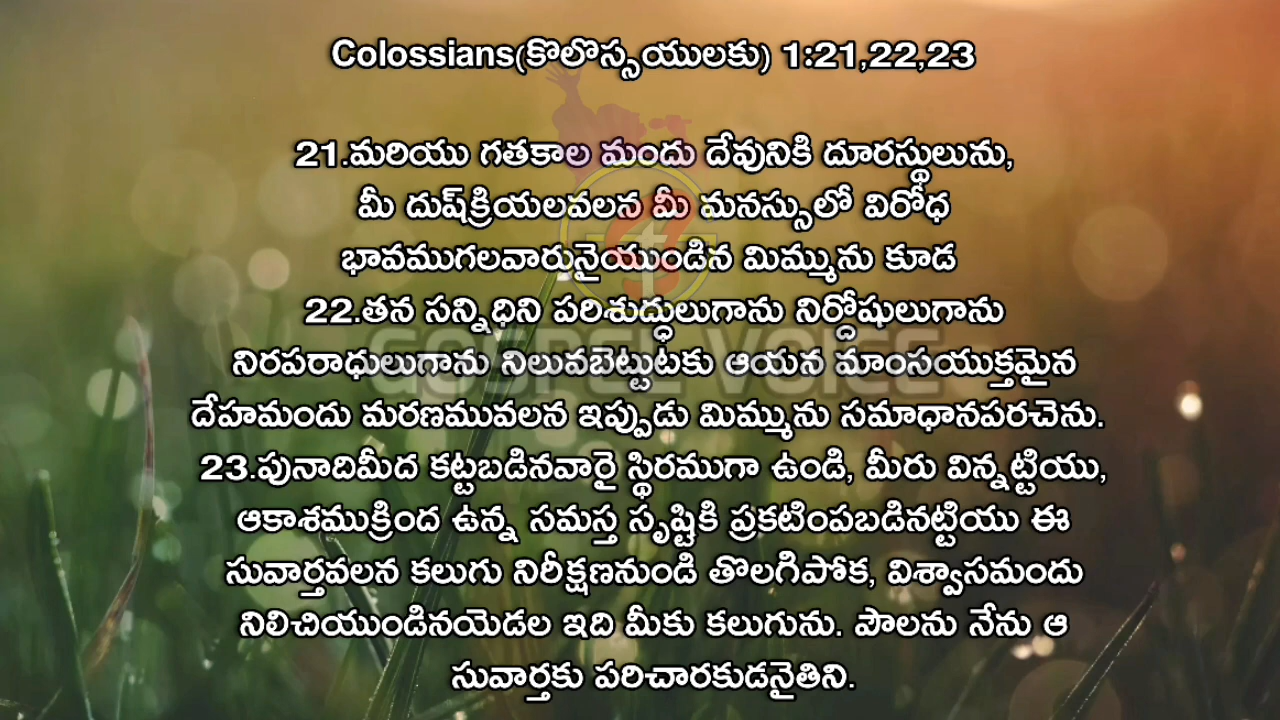 Colossians(కొలొస్సయులకు) 1:21,22,23
21.మరియు గతకాల మందు దేవునికి దూరస్థులును,
మీ దుష్‌క్రియలవలన మీ మనస్సులో విరోధ
భావముగలవారునైయుండిన మిమ్మును కూడ
22.తన సన్నిధిని పరిశుద్ధులుగాను నిర్దోషులుగాను
నిరపరాధులుగాను నిలువబెట్టుటకు ఆయన మాంసయుక్తమైన
GOSPEL VOICE
దేహమందు మరణమువలన ఇప్పుడు మిమ్మును సమాధానపరచెను.
23.పునాదిమీద కట్టబడినవారై స్థిరముగా ఉండి, మీరు విన్నట్టియు,
ఆకాశముక్రింద ఉన్న సమస్త సృష్టికి ప్రకటింపబడినట్టియు ఈ
సువార్తవలన కలుగు నిరీక్షణనుండి తొలగిపోక, విశ్వాసమందు
నిలిచియుండినయెడల ఇది మీకు కలుగును. పౌలను నేను ఆ
సువార్తకు పరిచారకుడనైతిని.